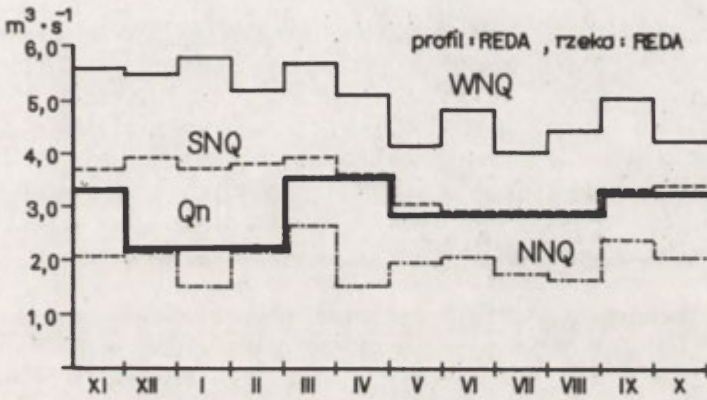 m³·s⁻¹
6,0
profil: REDA , rzeka: REDA
WNQ
5,0
SNQ
4,0
3,0
Qn
NNQ
2,0
1,0
XI XII I II III IV V VI VII VIII IX X